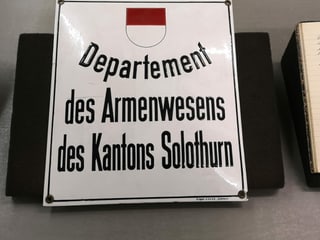 Departement
des Armenwesens
des Kantons Solothurn